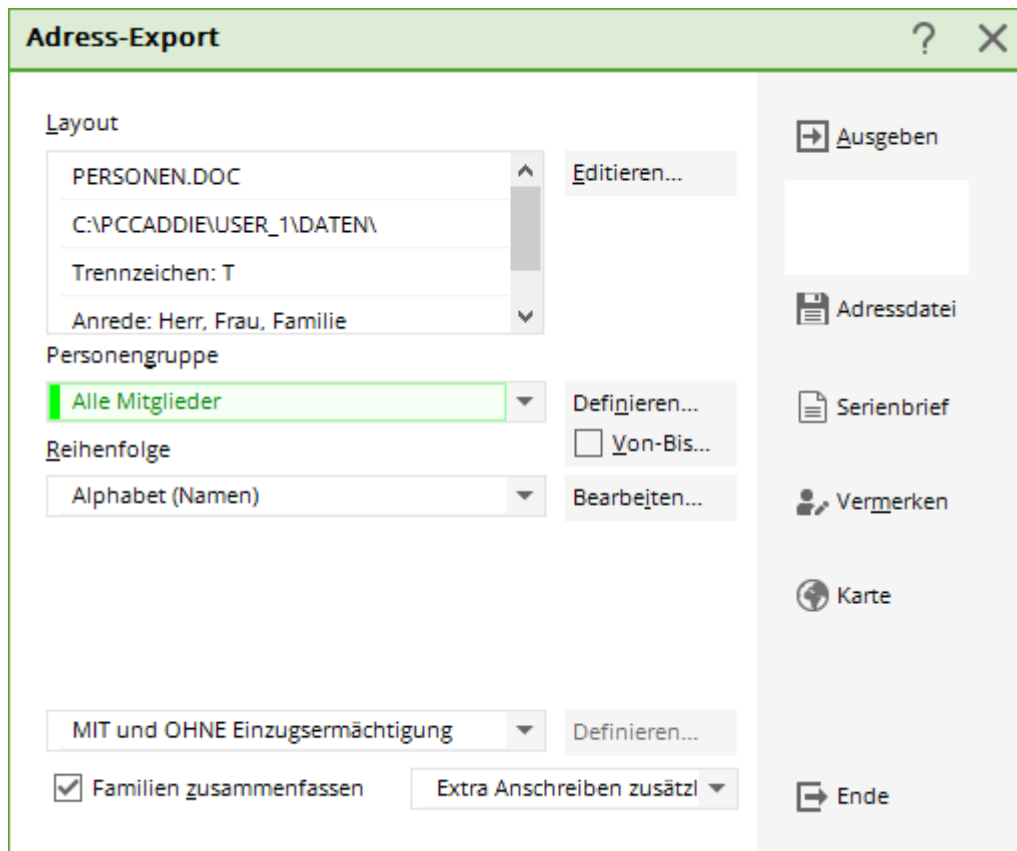 Adress-Export
Layout
PERSONEN.DOC
Editieren...
C:\PCCADDIE\USER_1\DATEN\
Trennzeichen: T
Anrede: Herr, Frau, Familie
Personengruppe
Alle Mitglieder
Definieren...
Von-Bis...
Reihenfolge
Alphabet (Namen)
Bearbeiten...
MIT und OHNE Einzugsermächtigung
Definieren...
Familien zusammenfassen
Extra Anschreiben zusätzl
Ausgeben
Adressdatei
Serienbrief
Vermerken
Karte
Ende